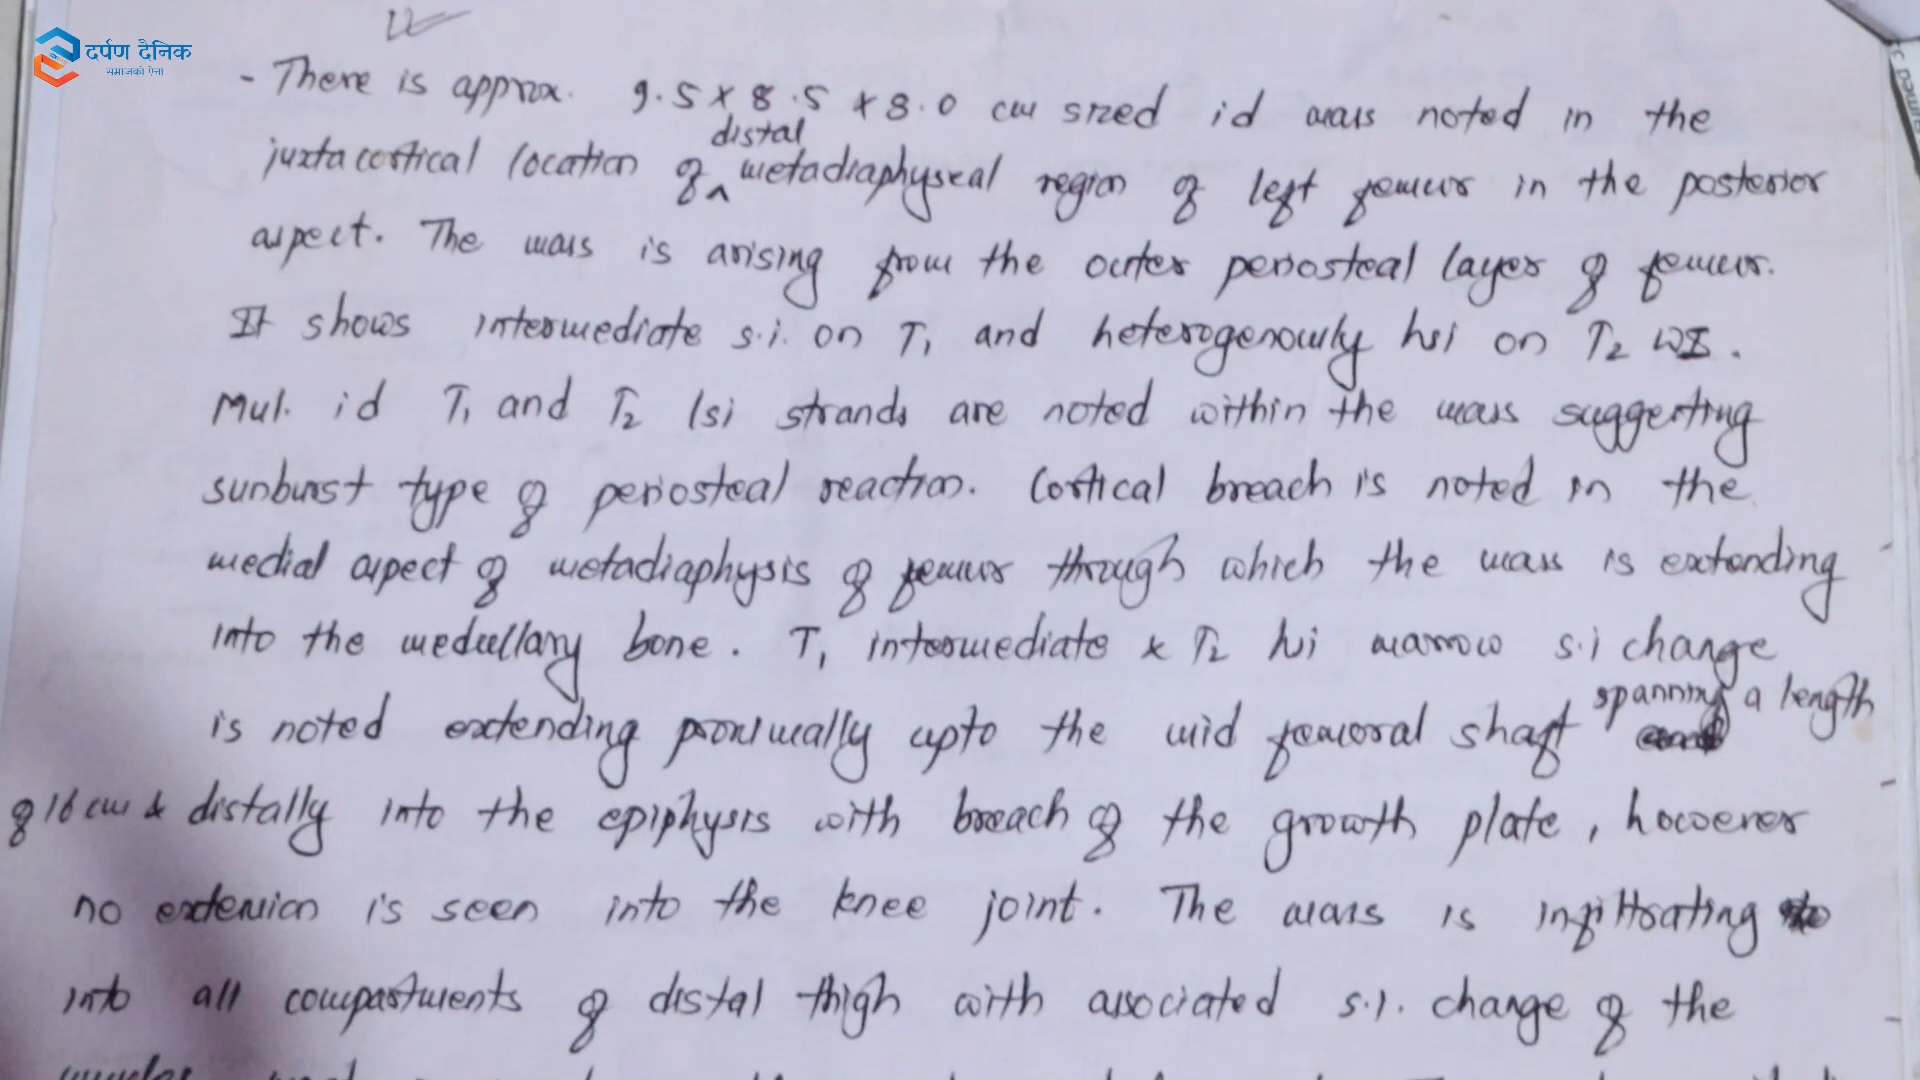 दर्पण दैनिक
समाजको ऐना
- There is approx. 9.5 x 8.5 x 8.0 cm sized id mass noted in the
juxtacortical location of ^ distal metadiaphyseal region of left femur in the posterior
aspect. The mass is arising from the outer periosteal layer of femur.
It shows intermediate s.i. on T1 and heterogenously hsi on T2 WI.
Mul. id T1 and T2 lsi strands are noted within the mass suggesting
sunburst type of periosteal reaction. Cortical breach is noted in the
medial aspect of metadiaphysis of femur through which the mass is extending
into the medullary bone. T1 intermediate & T2 hi marrow s.i change
is noted extending proximally upto the mid femoral shaft spanning a length
of 16 cm & distally into the epiphysis with breach of the growth plate, however
no extension is seen into the knee joint. The mass is infiltrating
into all compartments of distal thigh with associated s.i. change of the